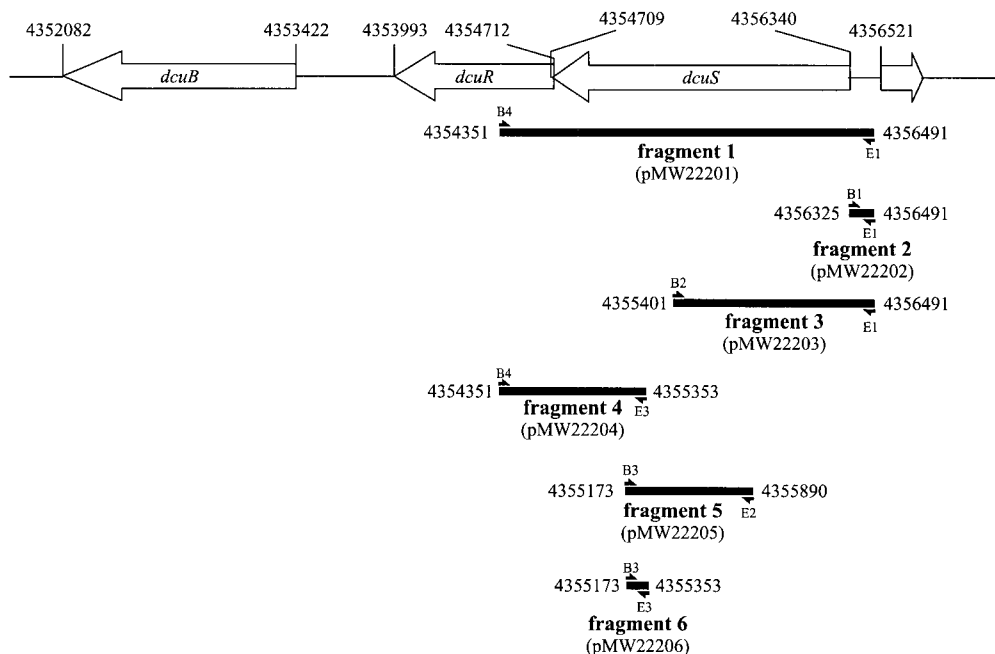 4352082 4353422 4353993 4354712 4354709 4356340 4356521
dcuB dcuR dcuS
B4
4354351 4356491
E1
fragment 1
(pMW22201)
B1
4356325 4356491
E1
fragment 2
(pMW22202)
B2
4355401 4356491
E1
fragment 3
(pMW22203)
B4
4354351 4355353
E3
fragment 4
(pMW22204)
B3
4355173 4355890
E2
fragment 5
(pMW22205)
B3
4355173 4355353
E3
fragment 6
(pMW22206)